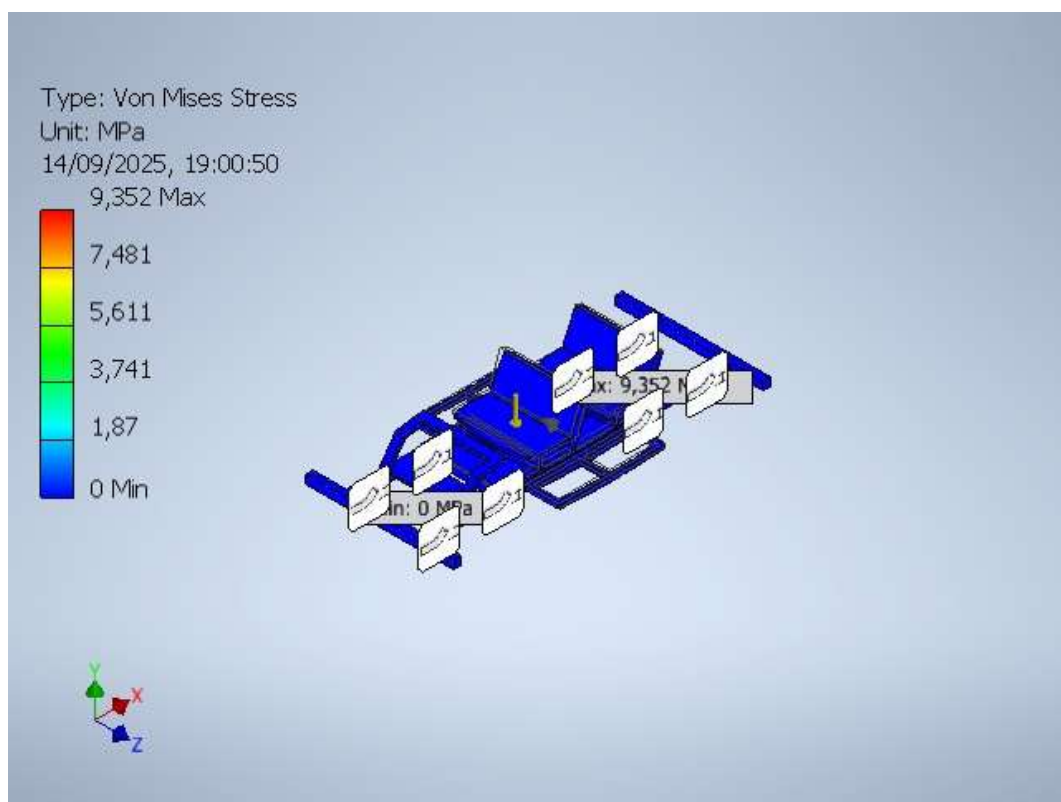 Type: Von Mises Stress
Unit: MPa
14/09/2025, 19:00:50
9,352 Max
7,481
5,611
3,741
1,87
0 Min
x: 9,352 M
in: 0 MPa
Y
X
Z